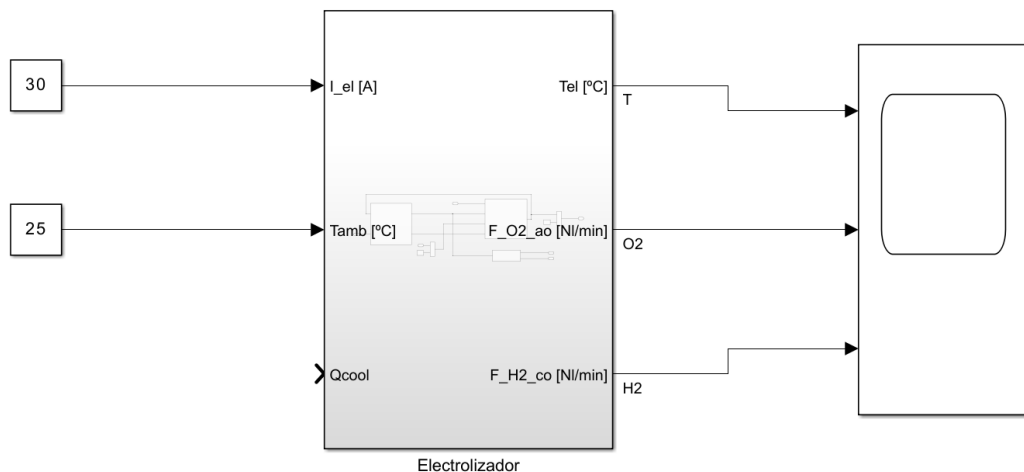 30
I_el [A]
Tel [ºC]
T
25
Tamb [ºC]
F_O2_ao [Nl/min]
O2
Qcool
F_H2_co [Nl/min]
H2
Electrolizador